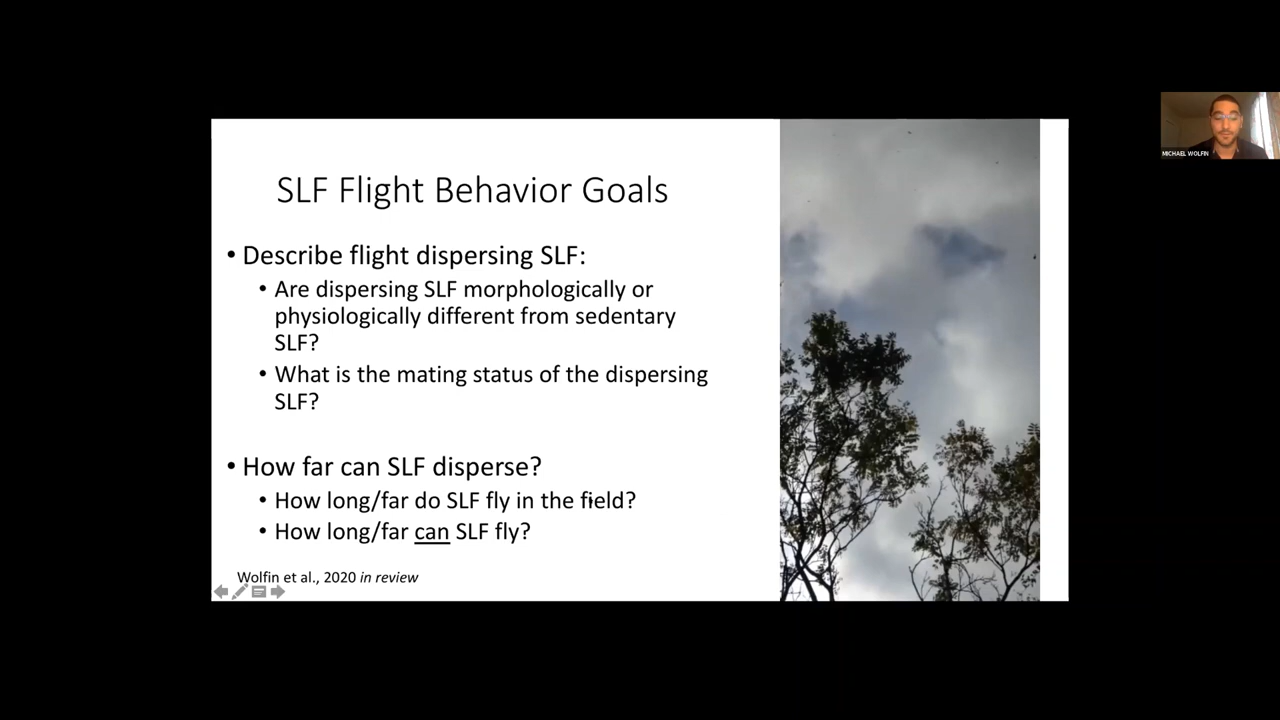 SLF Flight Behavior Goals
• Describe flight dispersing SLF:
• Are dispersing SLF morphologically or
physiologically different from sedentary
SLF?
• What is the mating status of the dispersing
SLF?
• How far can SLF disperse?
• How long/far do SLF fly in the field?
• How long/far can SLF fly?
Wolfin et al., 2020 in review
MICHAEL WOLFIN